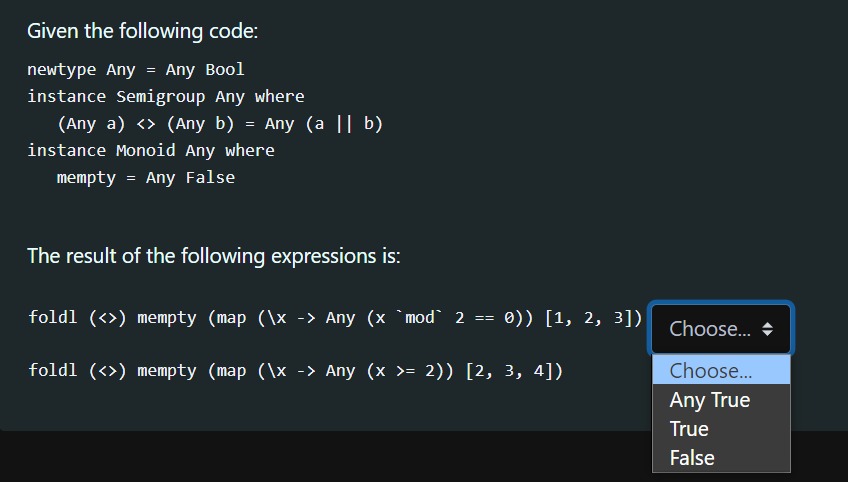 Given the following code:
newtype Any = Any Bool
instance Semigroup Any where
(Any a) <> (Any b) = Any (a || b)
instance Monoid Any where
mempty = Any False
The result of the following expressions is:
foldl (<>) mempty (map (\x -> Any (x `mod` 2 == 0)) [1, 2, 3])
Choose...
foldl (<>) mempty (map (\x -> Any (x >= 2)) [2, 3, 4])
Choose...
Any True
True
False